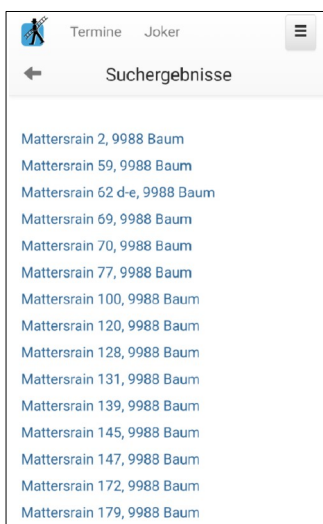 Termine Joker
Suchergebnisse
Mattersrain 2, 9988 Baum
Mattersrain 59, 9988 Baum
Mattersrain 62 d-e, 9988 Baum
Mattersrain 69, 9988 Baum
Mattersrain 70, 9988 Baum
Mattersrain 77, 9988 Baum
Mattersrain 100, 9988 Baum
Mattersrain 120, 9988 Baum
Mattersrain 128, 9988 Baum
Mattersrain 131, 9988 Baum
Mattersrain 139, 9988 Baum
Mattersrain 145, 9988 Baum
Mattersrain 147, 9988 Baum
Mattersrain 172, 9988 Baum
Mattersrain 179, 9988 Baum